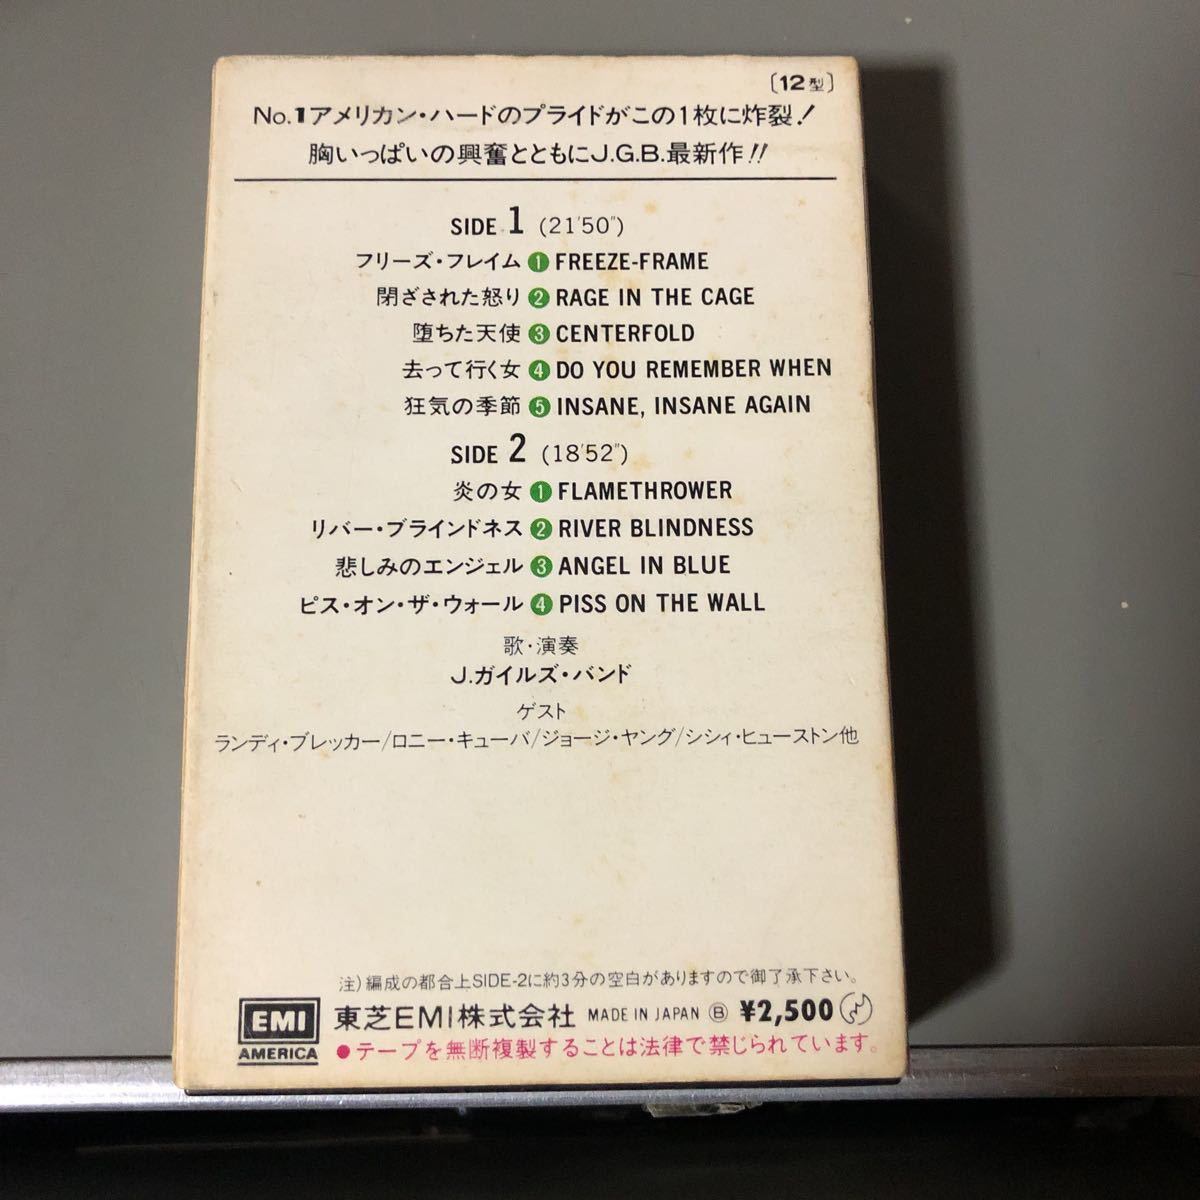 〔12型〕
No.1アメリカン・ハードのプライドがこの1枚に炸裂!
胸いっぱいの興奮とともにJ.G.B.最新作!!
SIDE 1 (21'50")
フリーズ・フレイム ❶ FREEZE-FRAME
閉ざされた怒り ❷ RAGE IN THE CAGE
堕ちた天使 ❸ CENTERFOLD
去って行く女 ❹ DO YOU REMEMBER WHEN
狂気の季節 ❺ INSANE, INSANE AGAIN
SIDE 2 (18'52")
炎の女 ❶ FLAMETHROWER
リバー・ブラインドネス ❷ RIVER BLINDNESS
悲しみのエンジェル ❸ ANGEL IN BLUE
ピス・オン・ザ・ウォール ❹ PISS ON THE WALL
歌・演奏
J.ガイルズ・バンド
ゲスト
ランディ・ブレッカー/ロニー・キューバ/ジョージ・ヤング/シシィ・ヒューストン他
注)編成の都合上SIDE-2に約3分の空白がありますので御了承下さい。
EMI 東芝EMI株式会社 MADE IN JAPAN Ⓑ ¥2,500
AMERICA ●テープを無断複製することは法律で禁じられています。